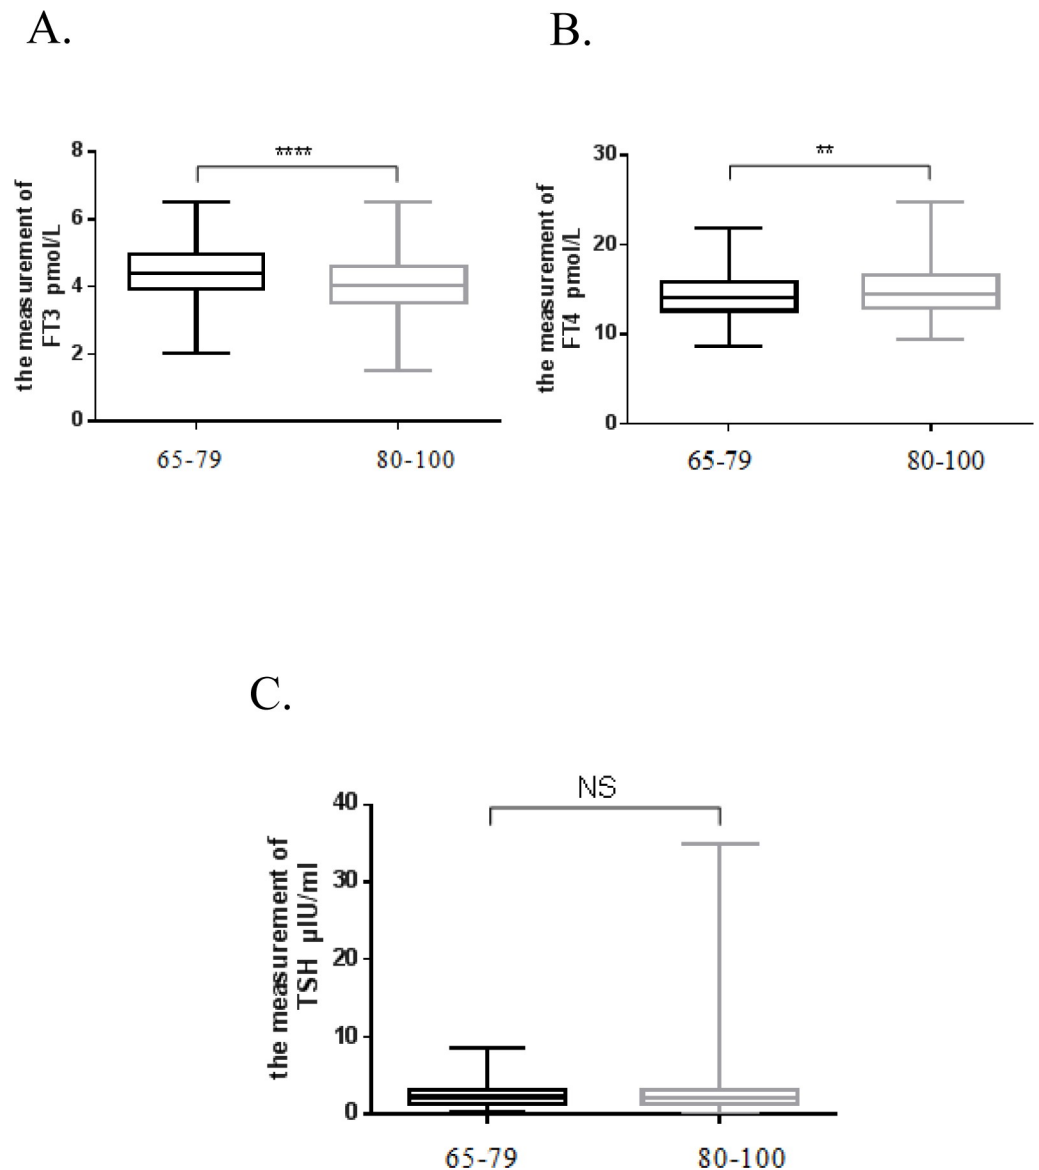 A.
B.
the measurement of
FT3 pmol/L
8
6
4
2
0
****
65-79
80-100
the measurement of
FT4 pmol/L
30
20
10
0
**
65-79
80-100
C.
the measurement of
TSH µIU/ml
40
30
20
10
0
NS
65-79
80-100